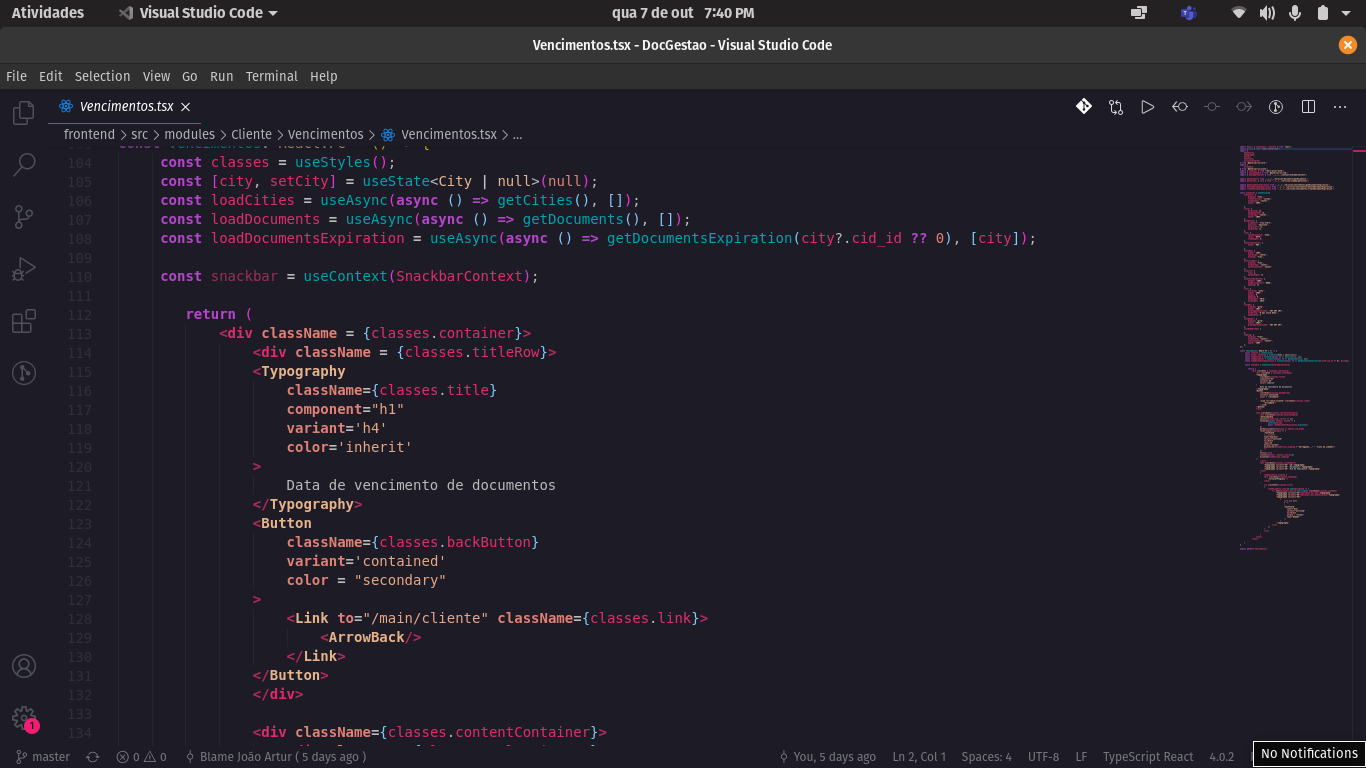 Atividades
Visual Studio Code
qua 7 de out 7:40 PM
Vencimentos.tsx - DocGestao - Visual Studio Code
File Edit Selection View Go Run Terminal Help
Vencimentos.tsx
frontend > src > modules > Cliente > Vencimentos > Vencimentos.tsx > ...
104 const classes = useStyles();
105 const [city, setCity] = useState<City | null>(null);
106 const loadCities = useAsync(async () => getCities(), []);
107 const loadDocuments = useAsync(async () => getDocuments(), []);
108 const loadDocumentsExpiration = useAsync(async () => getDocumentsExpiration(city?.cid_id ?? 0), [city]);
109
110 const snackbar = useContext(SnackbarContext);
111
112 return (
113 <div className = {classes.container}>
114 <div className = {classes.titleRow}>
115 <Typography
116 className={classes.title}
117 component="h1"
118 variant='h4'
119 color='inherit'
120 >
121 Data de vencimento de documentos
122 </Typography>
123 <Button
124 className={classes.backButton}
125 variant='contained'
126 color = "secondary"
127 >
128 <Link to="/main/cliente" className={classes.link}>
129 <ArrowBack/>
130 </Link>
131 </Button>
132 </div>
133
134 <div className={classes.contentContainer}>
1
master 0 0 Blame João Artur ( 5 days ago ) You, 5 days ago Ln 2, Col 1 Spaces: 4 UTF-8 LF TypeScript React 4.0.2
No Notifications